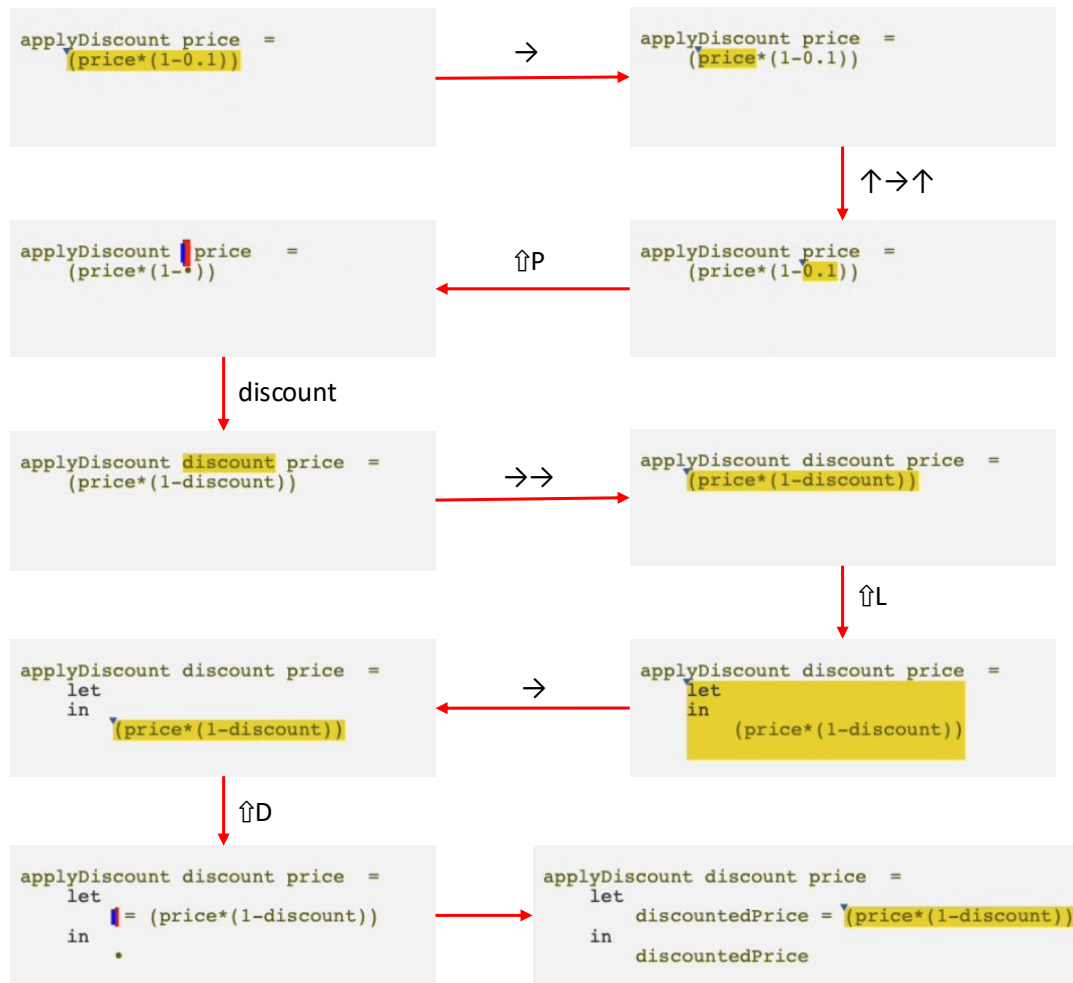 applyDiscount price  =
    (price*(1-0.1))
→
applyDiscount price  =
    (price*(1-0.1))
↑→↑
applyDiscount price  =
    (price*(1-0.1))
⇧P
applyDiscount  price  =
    (price*(1-•))
discount
applyDiscount discount price  =
    (price*(1-discount))
→→
applyDiscount discount price  =
    (price*(1-discount))
⇧L
applyDiscount discount price  =
    let
    in
        (price*(1-discount))
→
applyDiscount discount price  =
    let
    in
        (price*(1-discount))
⇧D
applyDiscount discount price  =
    let
        = (price*(1-discount))
    in
        •
applyDiscount discount price  =
    let
        discountedPrice = (price*(1-discount))
    in
        discountedPrice